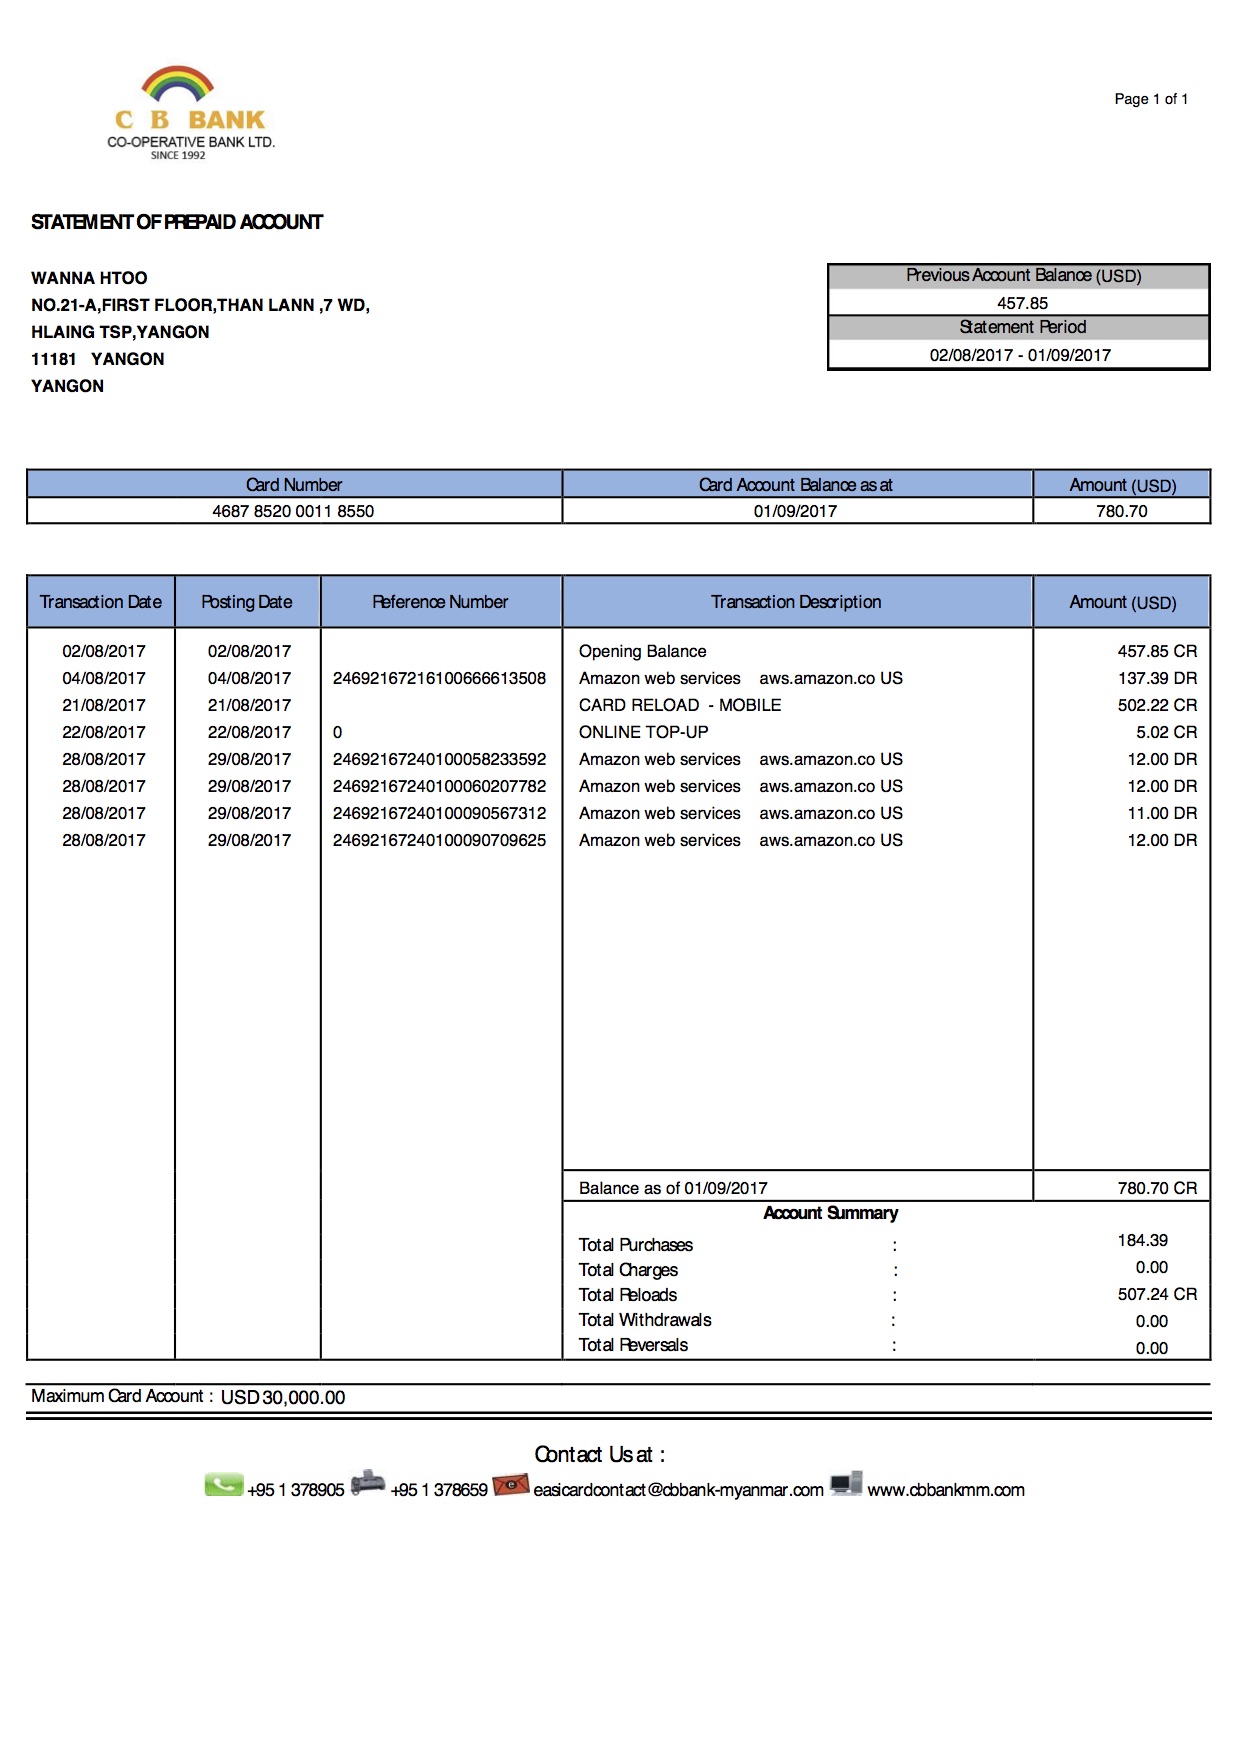 C B BANK
CO-OPERATIVE BANK LTD.
SINCE 1992
Page 1 of 1
STATEMENT OF PREPAID ACCOUNT
WANNA HTOO
NO.21-A,FIRST FLOOR,THAN LANN ,7 WD,
HLAING TSP,YANGON
11181 YANGON
YANGON
Previous Account Balance (USD)
457.85
Statement Period
02/08/2017 - 01/09/2017
Card Number Card Account Balance as at Amount (USD)
4687 8520 0011 8550 01/09/2017 780.70
Transaction Date Posting Date Reference Number Transaction Description Amount (USD)
02/08/2017 02/08/2017 Opening Balance 457.85 CR
04/08/2017 04/08/2017 24692167216100666613508 Amazon web services aws.amazon.co US 137.39 DR
21/08/2017 21/08/2017 CARD RELOAD - MOBILE 502.22 CR
22/08/2017 22/08/2017 0 ONLINE TOP-UP 5.02 CR
28/08/2017 29/08/2017 24692167240100058233592 Amazon web services aws.amazon.co US 12.00 DR
28/08/2017 29/08/2017 24692167240100060207782 Amazon web services aws.amazon.co US 12.00 DR
28/08/2017 29/08/2017 24692167240100090567312 Amazon web services aws.amazon.co US 11.00 DR
28/08/2017 29/08/2017 24692167240100090709625 Amazon web services aws.amazon.co US 12.00 DR
Balance as of 01/09/2017 780.70 CR
Account Summary
Total Purchases : 184.39
Total Charges : 0.00
Total Reloads : 507.24 CR
Total Withdrawals : 0.00
Total Reversals : 0.00
Maximum Card Account : USD 30,000.00
Contact Us at :
+95 1 378905 +95 1 378659 easicardcontact@cbbank-myanmar.com www.cbbankmm.com